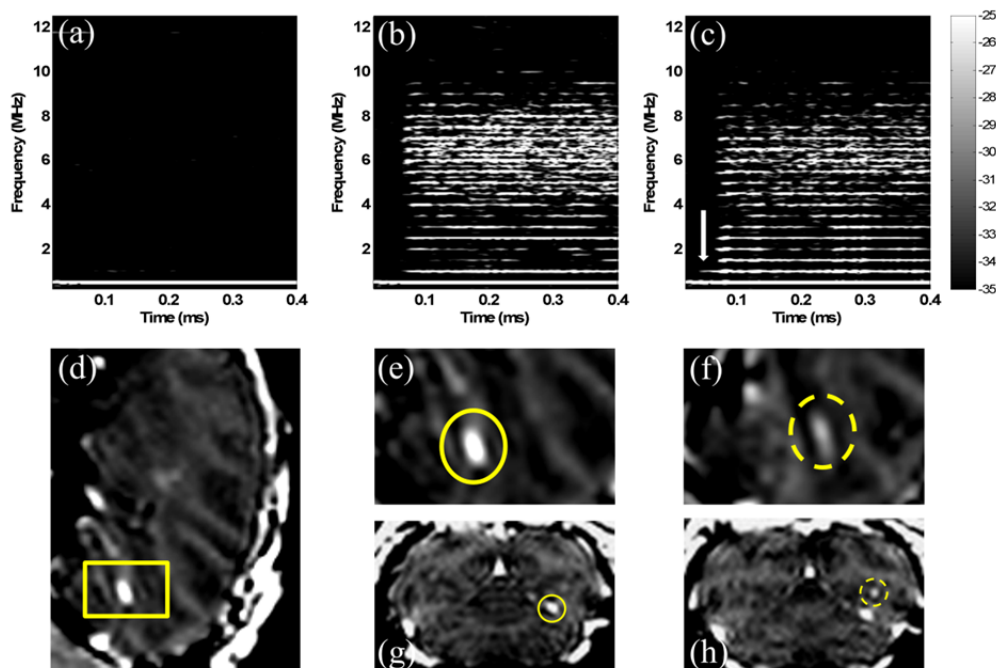 (a)
12
10
8
6
4
2
Frequency (MHz)
0.1 0.2 0.3 0.4
Time (ms)
(b)
12
10
8
6
4
2
Frequency (MHz)
0.1 0.2 0.3 0.4
Time (ms)
(c)
12
10
8
6
4
2
Frequency (MHz)
0.1 0.2 0.3 0.4
Time (ms)
-25
-26
-27
-28
-29
-30
-31
-32
-33
-34
-35
(d)
(e)
(f)
(g)
(h)